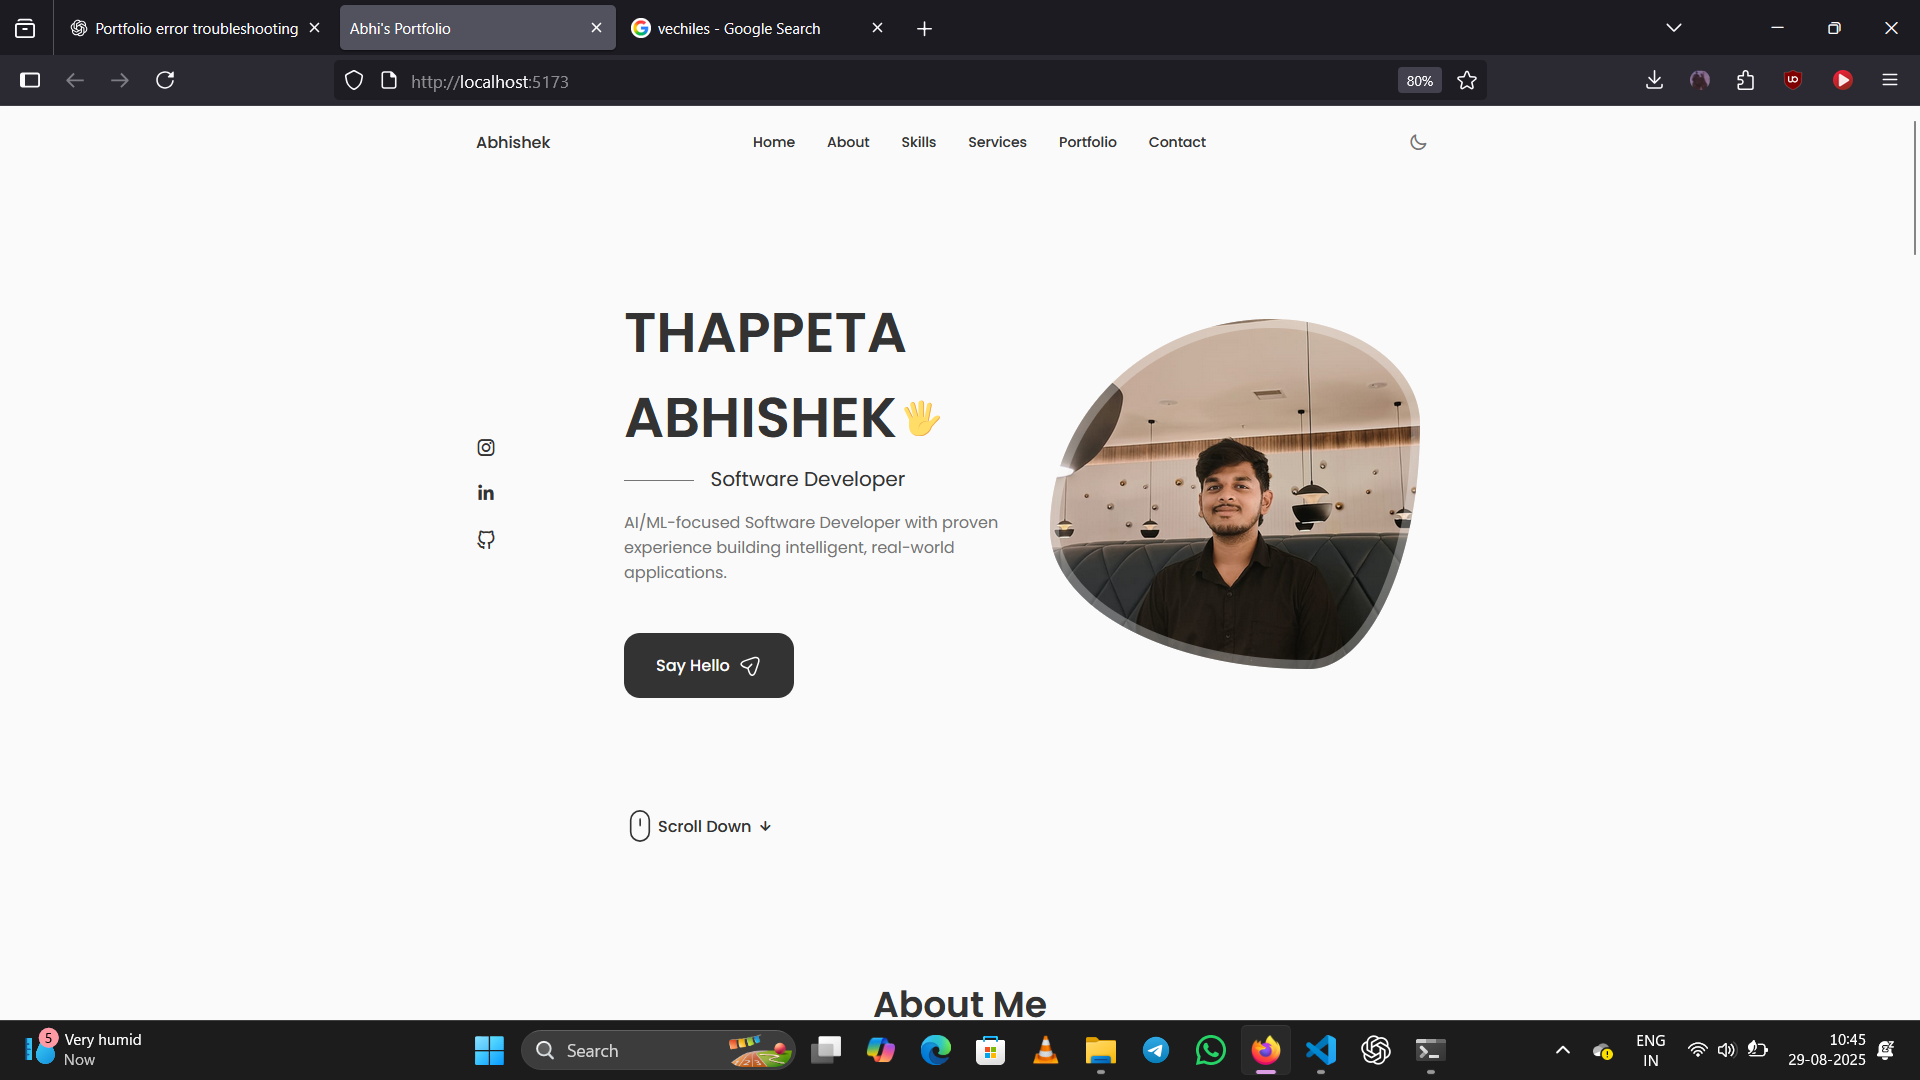 Portfolio error troubleshooting
Abhi's Portfolio
vechiles - Google Search
http://localhost:5173
80%
Abhishek
Home
About
Skills
Services
Portfolio
Contact
THAPPETA
ABHISHEK
Software Developer
AI/ML-focused Software Developer with proven
experience building intelligent, real-world
applications.
Say Hello
Scroll Down
About Me
5
Very humid
Now
Search
ENG
IN
10:45
29-08-2025